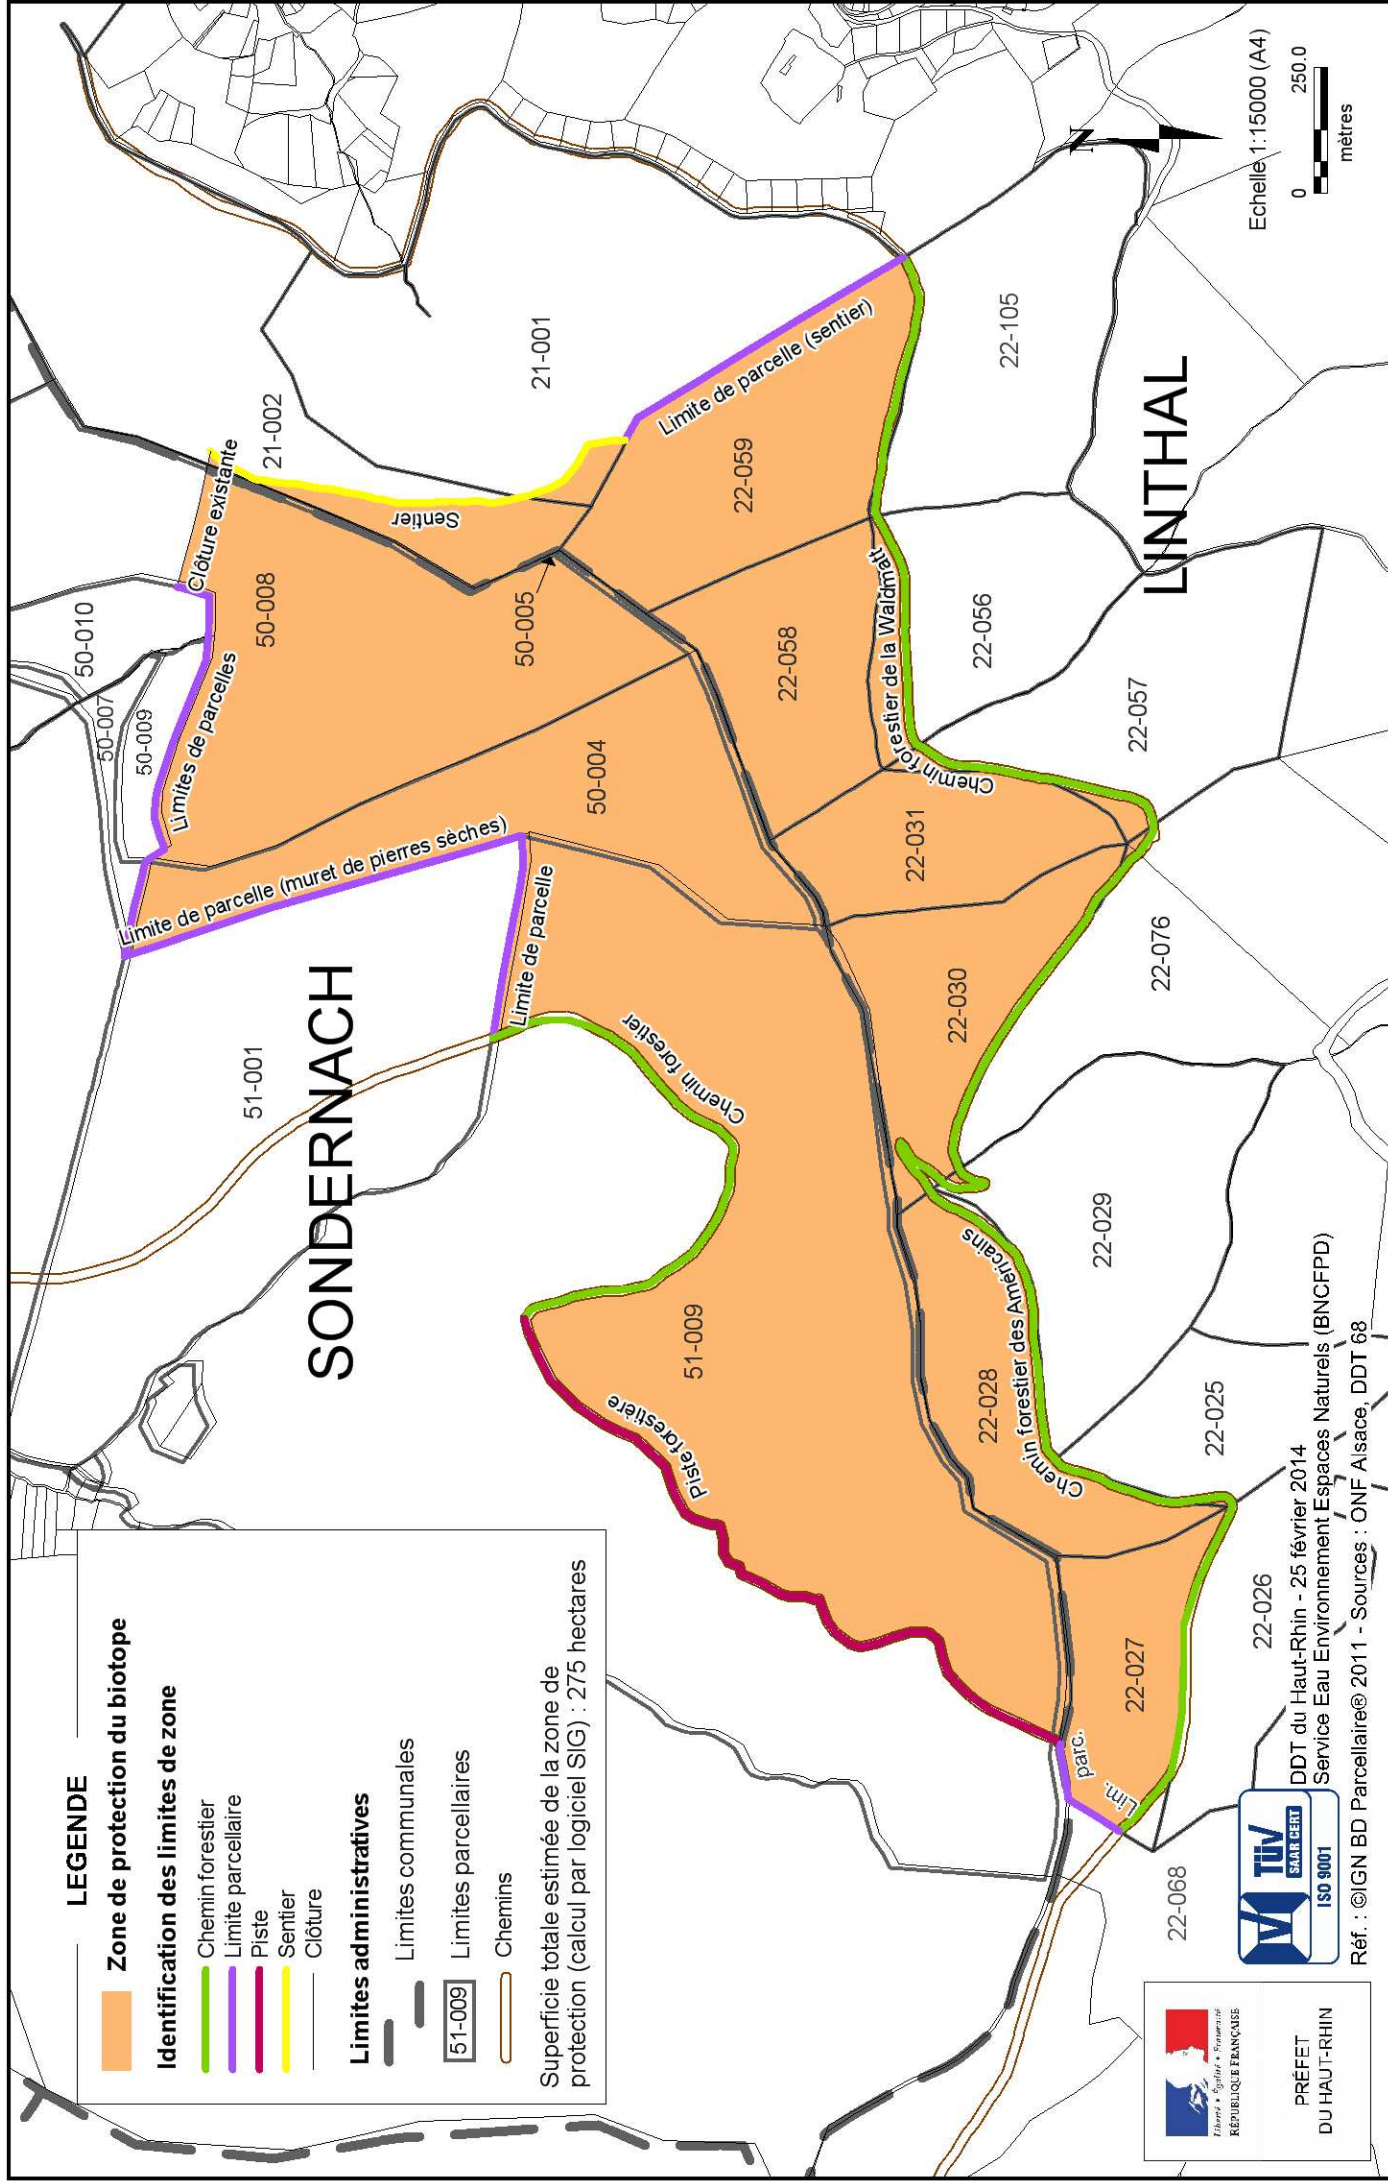 LEGENDE
Zone de protection du biotope
Identification des limites de zone
Chemin forestier
Limite parcellaire
Piste
Sentier
Clôture
Limites administratives
Limites communales
51-009
Limites parcellaires
Chemins
Superficie totale estimée de la zone de
protection (calcul par logiciel SIG) : 275 hectares
SONDERNACH
51-001
Limite de parcelle (muret de pierres sèches)
Limite de parcelle
Chemin forestier
Piste forestière
51-009
50-007
50-009
50-010
Limites de parcelles
Clôture existante
50-008
21-002
21-001
Sentier
50-005
50-004
Limite de parcelle (sentier)
22-059
22-058
Chemin forestier de la Waldmatt
22-031
22-030
22-105
22-056
22-057
LINTHAL
22-076
22-029
Chemin forestier des Américains
22-028
22-025
22-027
22-026
Lim.
parc.
22-068
N
Echelle 1:15000 (A4)
0
250.0
mètres
Liberté • Égalité • Fraternité
RÉPUBLIQUE FRANÇAISE
PRÉFET
DU HAUT-RHIN
TÜV
SAAR CERT
ISO 9001
DDT du Haut-Rhin - 25 février 2014
Service Eau Environnement Espaces Naturels (BNCFPD)
Réf. : ©IGN BD Parcellaire® 2011 - Sources : ONF Alsace, DDT 68